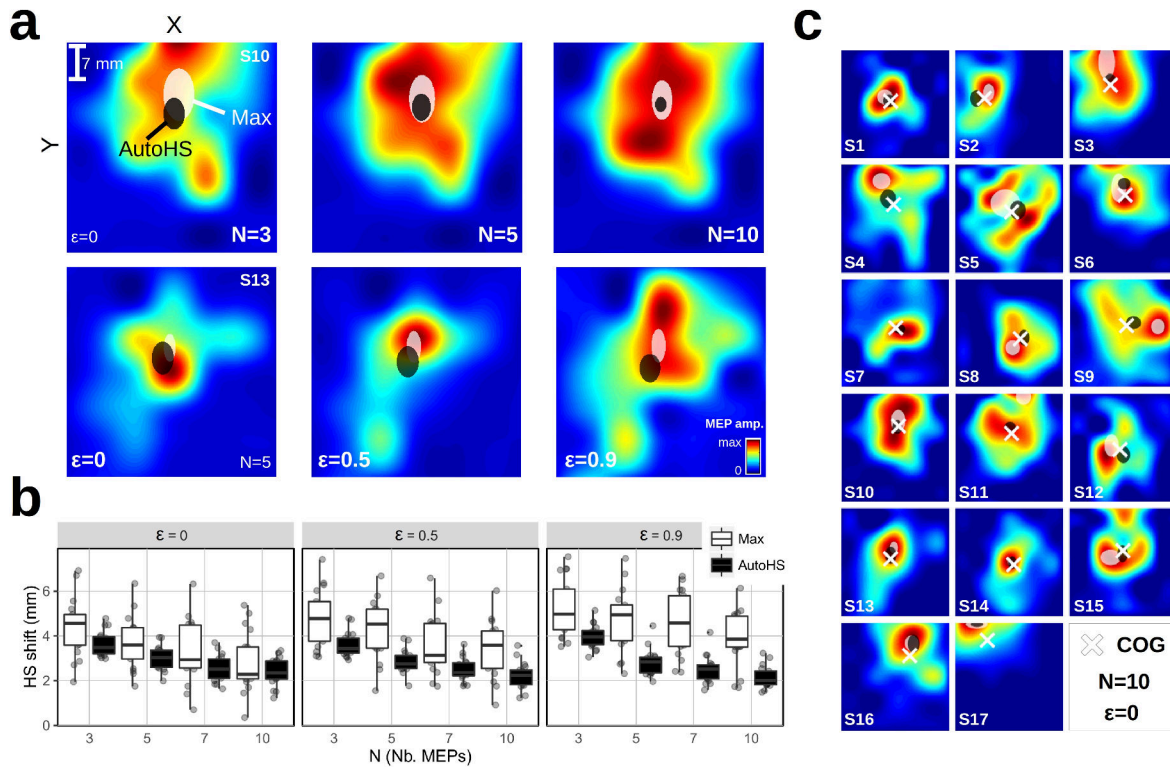 a
X
Y
7 mm
S10
Max
AutoHS
ε=0
N=3
N=5
N=10
S13
ε=0
N=5
ε=0.5
ε=0.9
MEP amp.
max
0
b
ε = 0
ε = 0.5
ε = 0.9
Max
AutoHS
HS shift (mm)
6
4
2
0
3
5
7
10
3
5
7
10
3
5
7
10
N (Nb. MEPs)
c
S1
S2
S3
S4
S5
S6
S7
S8
S9
S10
S11
S12
S13
S14
S15
S16
S17
COG
N=10
ε=0